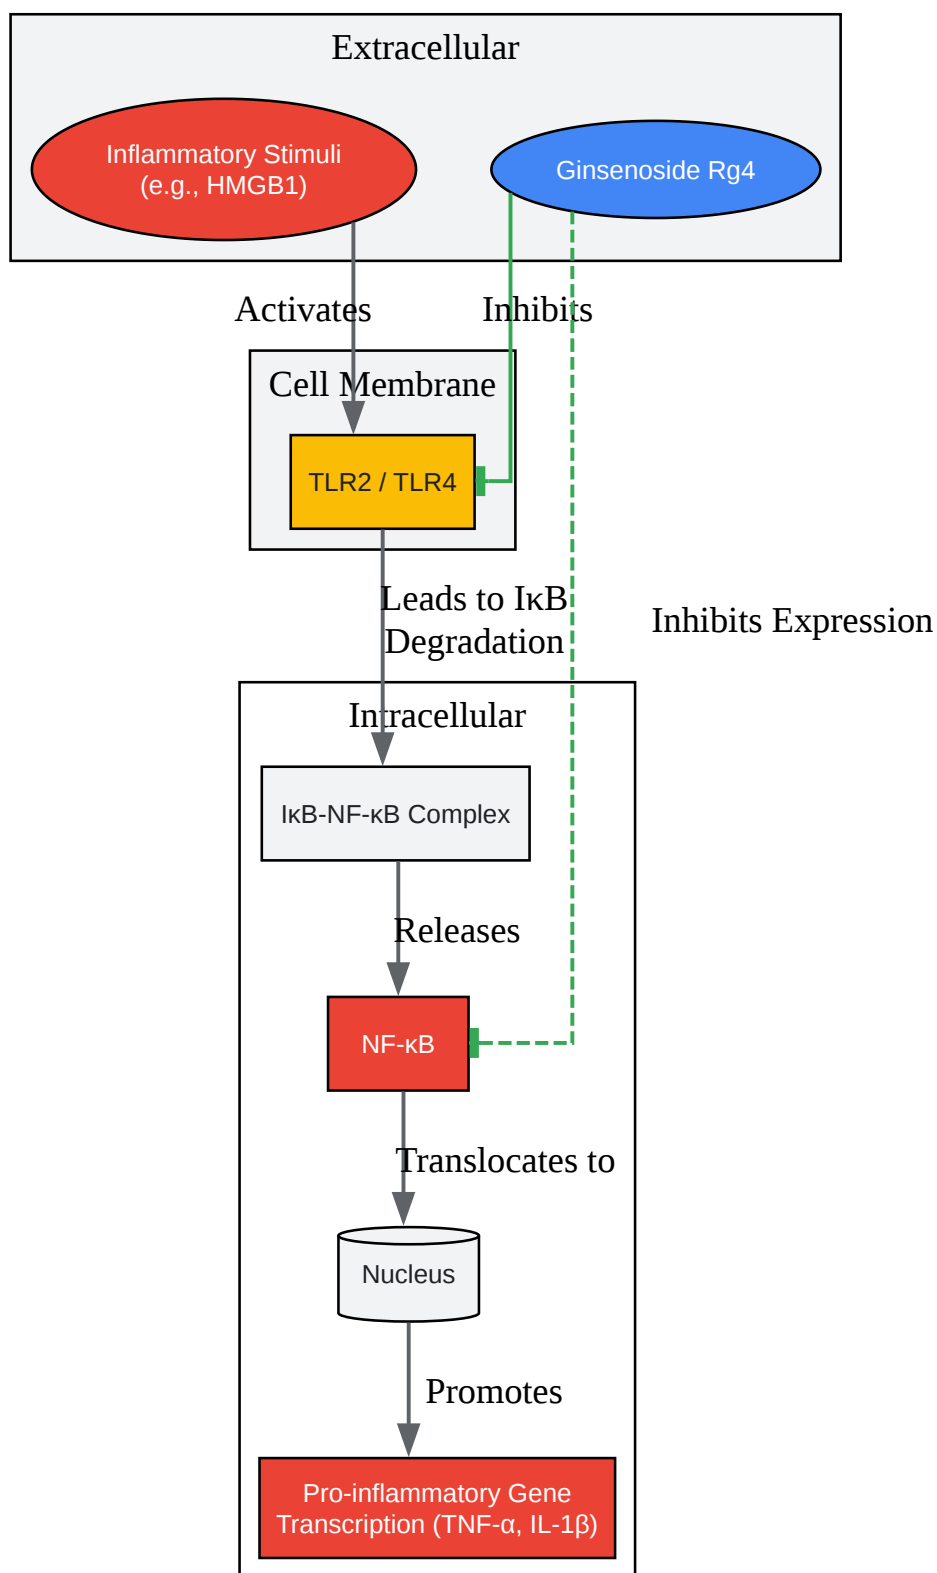 Extracellular
Inflammatory Stimuli
(e.g., HMGB1)
Ginsenoside Rg4
Activates
Inhibits
Cell Membrane
TLR2 / TLR4
Leads to IκB
Degradation
Inhibits Expression
Intracellular
IκB-NF-κB Complex
Releases
NF-κB
Translocates to
Nucleus
Promotes
Pro-inflammatory Gene
Transcription (TNF-α, IL-1β)